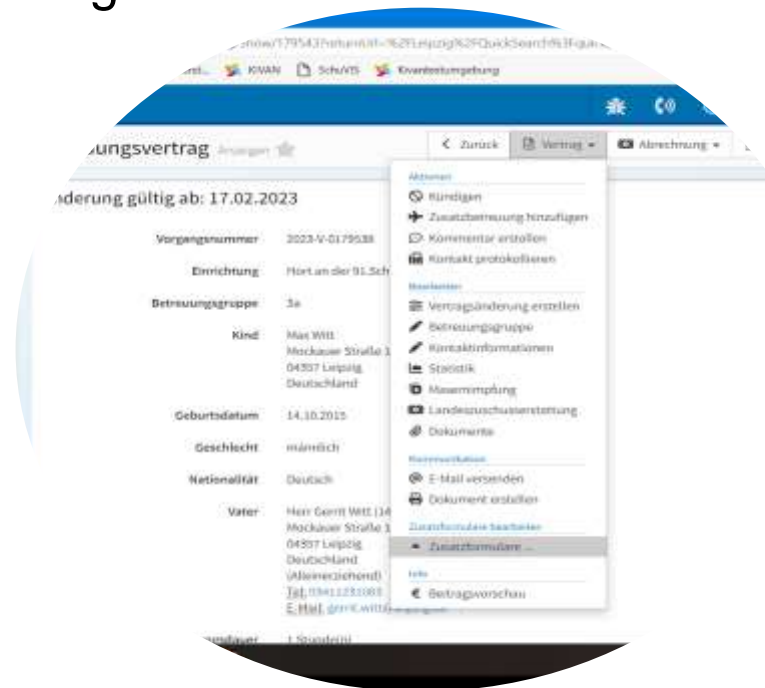 g
KIVAN SchuVIS Kivantestumgebung
ungsvertrag Anzeigen
Zurück Vertrag Abrechnung
nderung gültig ab: 17.02.2023
Aktionen
Kündigen
Zusatzbetreuung hinzufügen
Kommentar erstellen
Kontakt protokollieren
Bearbeiten
Vertragsänderung erstellen
Betreuungsgruppe
Kontaktinformationen
Statistik
Masernimpfung
Landeszuschusserstattung
Dokumente
Kommunikation
E-Mail versenden
Dokument erstellen
Zusatzformulare bearbeiten
Zusatzformulare ...
Info
Beitragsvorschau
Vorgangsnummer 2023-V-0179538
Einrichtung Hort an der 91.Sch
Betreuungsgruppe 3a
Kind Max Witt
Mockauer Straße 1
04357 Leipzig
Deutschland
Geburtsdatum 14.10.2015
Geschlecht männlich
Nationalität Deutsch
Vater Herr Gerrit Witt (14
Mockauer Straße 1
04357 Leipzig
Deutschland
(Alleinerziehend)
Tel:
E-Mail:
1 Stunde(n)